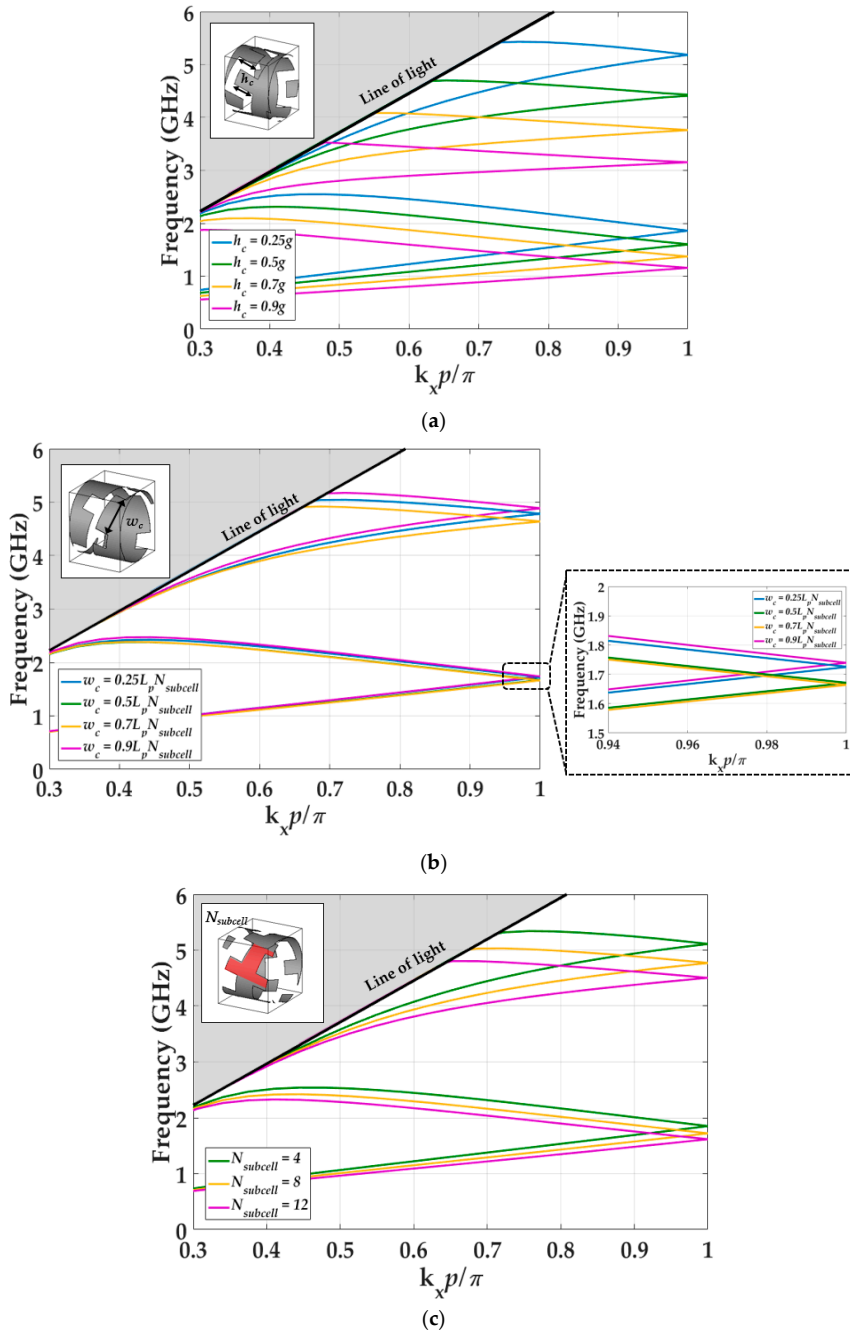 6
5
4
3
2
1
0
Frequency (GHz)
h_c
Line of light
h_c = 0.25g
h_c = 0.5g
h_c = 0.7g
h_c = 0.9g
0.3 0.4 0.5 0.6 0.7 0.8 0.9 1
k_x p/π
(a)
6
5
4
3
2
1
0
Frequency (GHz)
w_c
Line of light
w_c = 0.25L_p N_subcell
w_c = 0.5L_p N_subcell
w_c = 0.7L_p N_subcell
w_c = 0.9L_p N_subcell
0.3 0.4 0.5 0.6 0.7 0.8 0.9 1
k_x p/π
2
1.9
1.8
1.7
1.6
1.5
Frequency (GHz)
w_c = 0.25L_p N_subcell
w_c = 0.5L_p N_subcell
w_c = 0.7L_p N_subcell
w_c = 0.9L_p N_subcell
0.94 0.96 0.98 1
k_x p/π
(b)
6
5
4
3
2
1
0
Frequency (GHz)
N_subcell
Line of light
N_subcell = 4
N_subcell = 8
N_subcell = 12
0.3 0.4 0.5 0.6 0.7 0.8 0.9 1
k_x p/π
(c)